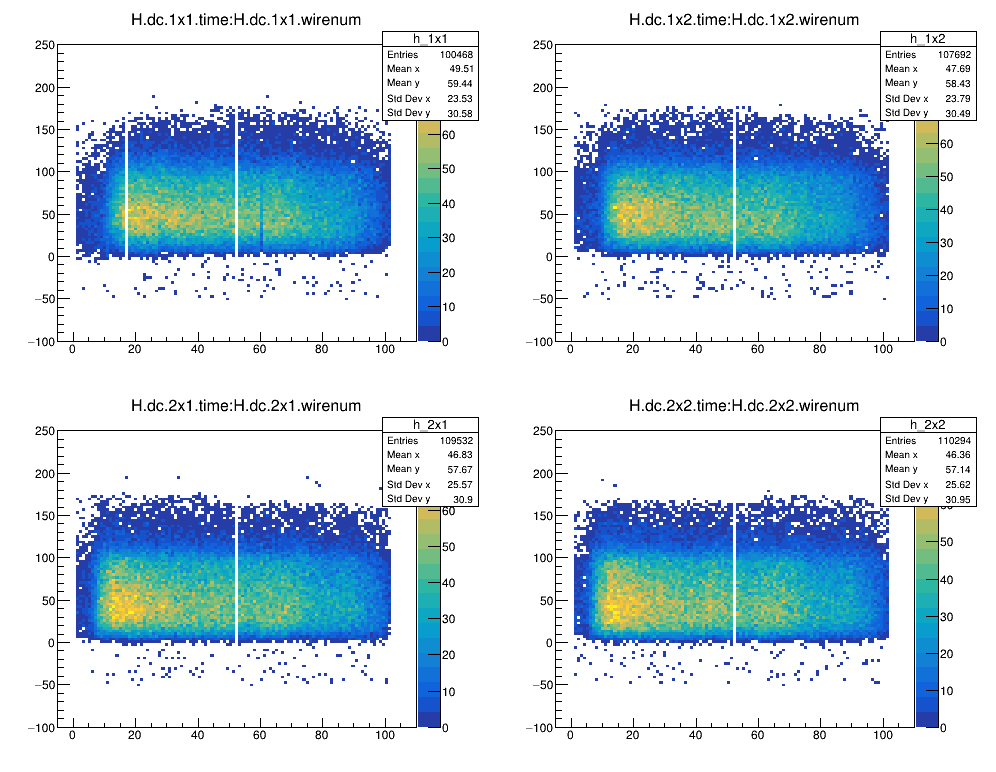 H.dc.1x1.time:H.dc.1x1.wirenum
h_1x1
Entries 100468
Mean x 49.51
Mean y 59.44
Std Dev x 23.53
Std Dev y 30.58
250
200
150
100
50
0
−50
−100
0 20 40 60 80 100
60
50
40
30
20
10
0
H.dc.1x2.time:H.dc.1x2.wirenum
h_1x2
Entries 107692
Mean x 47.69
Mean y 58.43
Std Dev x 23.79
Std Dev y 30.49
250
200
150
100
50
0
−50
−100
0 20 40 60 80 100
60
50
40
30
20
10
0
H.dc.2x1.time:H.dc.2x1.wirenum
h_2x1
Entries 109532
Mean x 46.83
Mean y 57.67
Std Dev x 25.57
Std Dev y 30.9
250
200
150
100
50
0
−50
−100
0 20 40 60 80 100
60
50
40
30
20
10
0
H.dc.2x2.time:H.dc.2x2.wirenum
h_2x2
Entries 110294
Mean x 46.36
Mean y 57.14
Std Dev x 25.62
Std Dev y 30.95
250
200
150
100
50
0
−50
−100
0 20 40 60 80 100
60
50
40
30
20
10
0